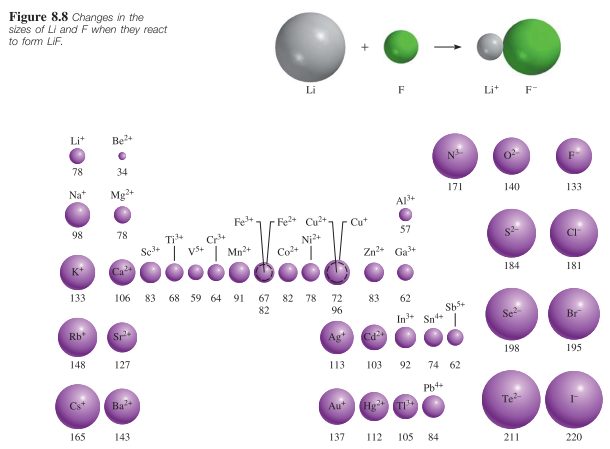 Figure 8.8 Changes in the
sizes of Li and F when they react
to form LiF.
+
Li F Li⁺ F⁻
Li⁺ Be²⁺
78 34
N³⁻ O²⁻ F⁻
171 140 133
Na⁺ Mg²⁺
98 78
Al³⁺
57
S²⁻ Cl⁻
184 181
Fe³⁺ Fe²⁺ Cu²⁺ Cu⁺
Ti³⁺ Cr³⁺ Ni²⁺
Sc³⁺ V⁵⁺ Mn²⁺ Co²⁺ Zn²⁺ Ga³⁺
K⁺ Ca²⁺
133 106 83 68 59 64 91 67 82 78 72 83 62
82 96
Se²⁻ Br⁻
198 195
Sb⁵⁺
In³⁺ Sn⁴⁺
Rb⁺ Sr²⁺ Ag⁺ Cd²⁺
148 127 113 103 92 74 62
Pb⁴⁺
Cs⁺ Ba²⁺ Au⁺ Hg²⁺ Tl³⁺ Te²⁻ I⁻
165 143 137 112 105 84 211 220